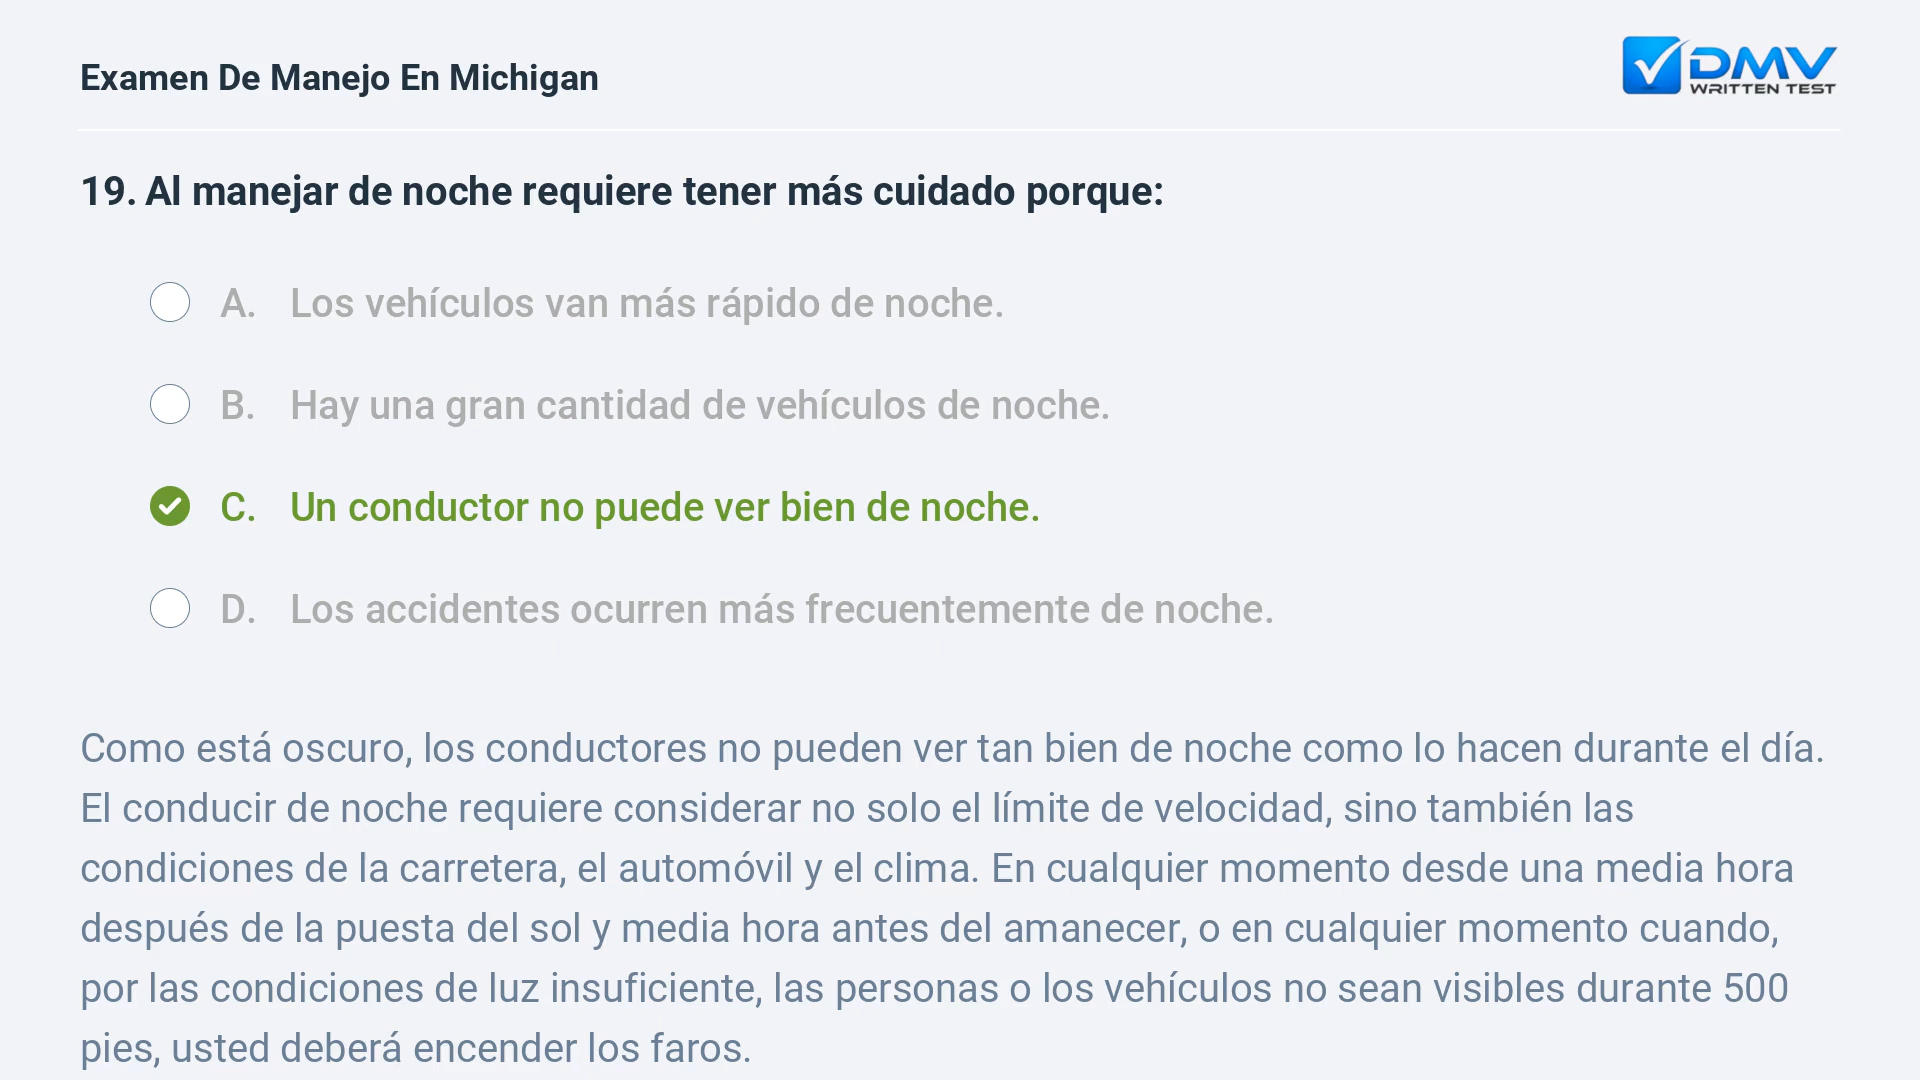 Examen De Manejo En Michigan
DMV
WRITTEN TEST
19. Al manejar de noche requiere tener más cuidado porque:
A. Los vehículos van más rápido de noche.
B. Hay una gran cantidad de vehículos de noche.
C. Un conductor no puede ver bien de noche.
D. Los accidentes ocurren más frecuentemente de noche.
Como está oscuro, los conductores no pueden ver tan bien de noche como lo hacen durante el día.
El conducir de noche requiere considerar no solo el límite de velocidad, sino también las
condiciones de la carretera, el automóvil y el clima. En cualquier momento desde una media hora
después de la puesta del sol y media hora antes del amanecer, o en cualquier momento cuando,
por las condiciones de luz insuficiente, las personas o los vehículos no sean visibles durante 500
pies, usted deberá encender los faros.